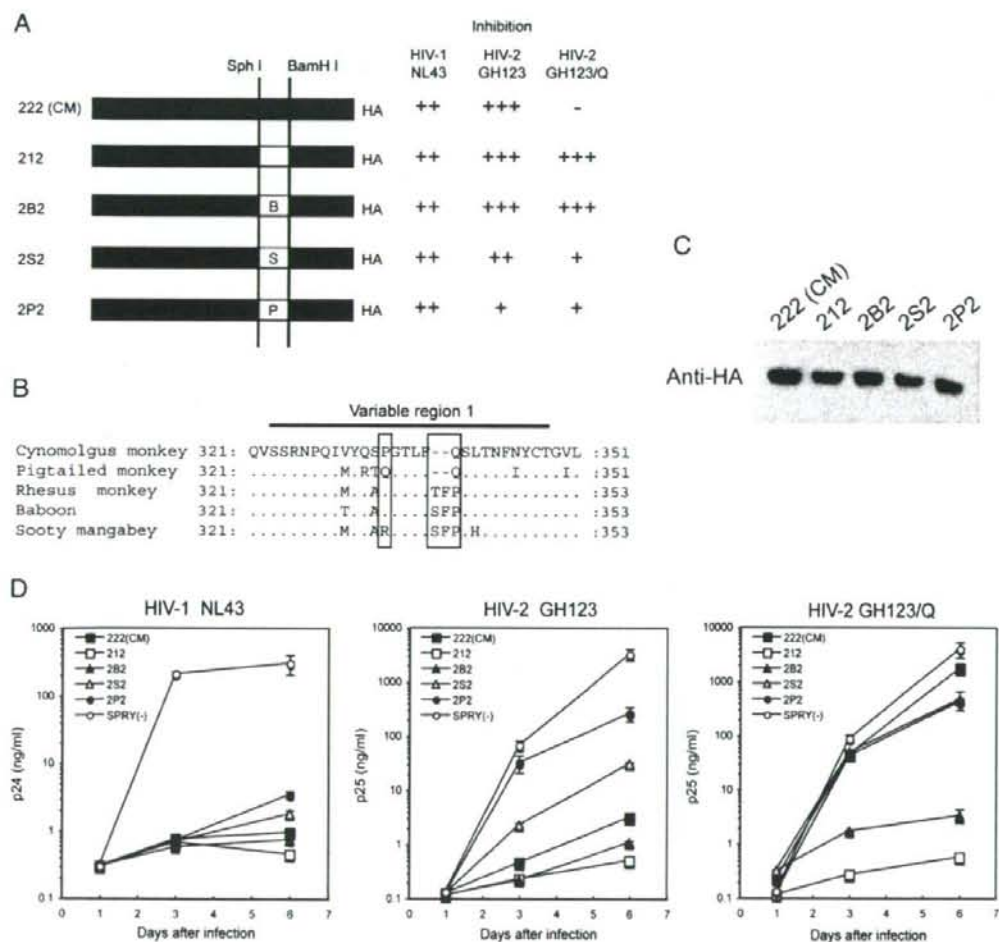 A
Inhibition
Sph I BamH I HIV-1 NL43 HIV-2 GH123 HIV-2 GH123/Q
222 (CM) HA ++ +++ -
212 HA ++ +++ +++
2B2 B HA ++ +++ +++
2S2 S HA ++ ++ +
2P2 P HA ++ + +
C
222 (CM) 212 2B2 2S2 2P2
Anti-HA
B
Variable region 1
Cynomolgus monkey 321: QVSSRNPQIVYQSPGTLF--QSLTNFNYCTGVL :351
Pigtailed monkey 321: .........M.RTQ....--Q.....I....I. :351
Rhesus monkey 321: .........M..A.....TFP............ :353
Baboon 321: .........T..A.....SFP............ :353
Sooty mangabey 321: .........M..AR....SFP.H.......... :353
D
HIV-1 NL43
1000
100
10
1
0.1
p24 (ng/ml)
222(CM)
212
2B2
2S2
2P2
SPRY(-)
0 1 2 3 4 5 6 7
Days after infection
HIV-2 GH123
10000
1000
100
10
1
0.1
p25 (ng/ml)
222(CM)
212
2B2
2S2
2P2
SPRY(-)
0 1 2 3 4 5 6 7
Days after infection
HIV-2 GH123/Q
10000
1000
100
10
1
0.1
p25 (ng/ml)
222(CM)
212
2B2
2S2
2P2
SPRY(-)
0 1 2 3 4 5 6 7
Days after infection